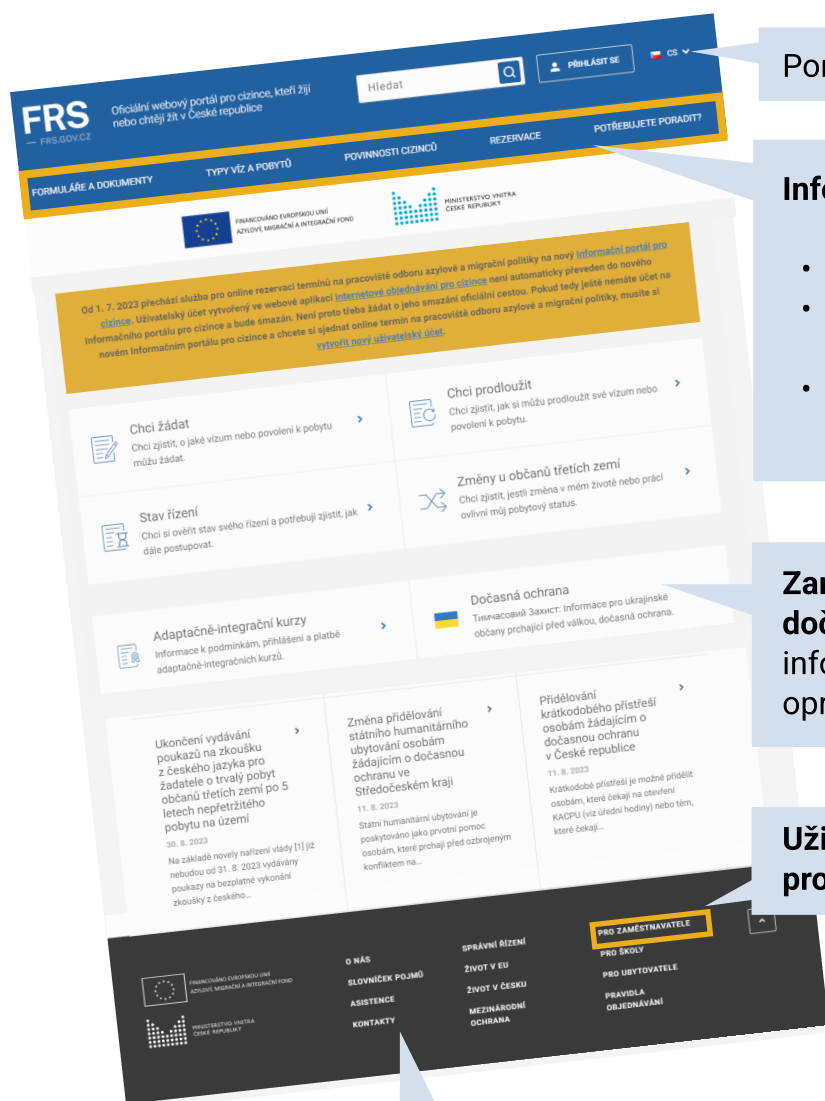 FRS
FRS.GOV.CZ
Oficiální webový portál pro cizince, kteří žijí
nebo chtějí žít v České republice
Hledat
PŘIHLÁSIT SE
CS
FORMULÁŘE A DOKUMENTY
TYPY VÍZ A POBYTŮ
POVINNOSTI CIZINCŮ
REZERVACE
POTŘEBUJETE PORADIT?
FINANCOVÁNO EVROPSKOU UNIÍ
AZYLOVÝ, MIGRAČNÍ A INTEGRAČNÍ FOND
MINISTERSTVO VNITRA
ČESKÉ REPUBLIKY
Od 1. 7. 2023 přechází služba pro online rezervaci termínů na pracoviště odboru azylové a migrační politiky na nový Informační portál pro
cizince. Uživatelský účet vytvořený ve webové aplikaci Internetové objednávání pro cizince není automaticky převeden do nového
Informačního portálu pro cizince a bude smazán. Není proto třeba žádat o jeho smazání oficiální cestou. Pokud tedy ještě nemáte účet na
novém Informačním portálu pro cizince a chcete si sjednat online termín na pracoviště odboru azylové a migrační politiky, musíte si
vytvořit nový uživatelský účet.
Chci žádat
Chci zjistit, o jaké vízum nebo povolení k pobytu
můžu žádat.
Chci prodloužit
Chci zjistit, jak si můžu prodloužit své vízum nebo
povolení k pobytu.
Stav řízení
Chci si ověřit stav svého řízení a potřebuji zjistit, jak
dále postupovat.
Změny u občanů třetích zemí
Chci zjistit, jestli změna v mém životě nebo práci
ovlivní můj pobytový status.
Adaptačně-integrační kurzy
Informace k podmínkám, přihlášení a platbě
adaptačně-integračních kurzů.
Dočasná ochrana
Тимчасовий Захист: Informace pro ukrajinské
občany prchající před válkou, dočasná ochrana.
Ukončení vydávání
poukazů na zkoušku
z českého jazyka pro
žadatele o trvalý pobyt
občanů třetích zemí po 5
letech nepřetržitého
pobytu na území
30. 8. 2023
Na základě novely nařízení vlády [1] již
nebudou od 31. 8. 2023 vydávány
poukazy na bezplatné vykonání
zkoušky z českého…
Změna přidělování
státního humanitárního
ubytování osobám
žádajícím o dočasnou
ochranu ve
Středočeském kraji
11. 8. 2023
Státní humanitární ubytování je
poskytováno jako prvotní pomoc
osobám, které prchají před ozbrojeným
konfliktem na…
Přidělování
krátkodobého přístřeší
osobám žádajícím o
dočasnou ochranu
v České republice
11. 8. 2023
Krátkodobé přístřeší je možné přidělit
osobám, které čekají na otevření
KACPU (viz úřední hodiny) nebo těm,
které čekají…
FINANCOVÁNO EVROPSKOU UNIÍ
AZYLOVÝ, MIGRAČNÍ A INTEGRAČNÍ FOND
MINISTERSTVO VNITRA
ČESKÉ REPUBLIKY
O NÁS
SLOVNÍČEK POJMŮ
ASISTENCE
KONTAKTY
SPRÁVNÍ ŘÍZENÍ
ŽIVOT V EU
ŽIVOT V ČESKU
MEZINÁRODNÍ
OCHRANA
PRO ZAMĚSTNAVATELE
PRO ŠKOLY
PRO UBYTOVATELE
PRAVIDLA
OBJEDNÁVÁNÍ